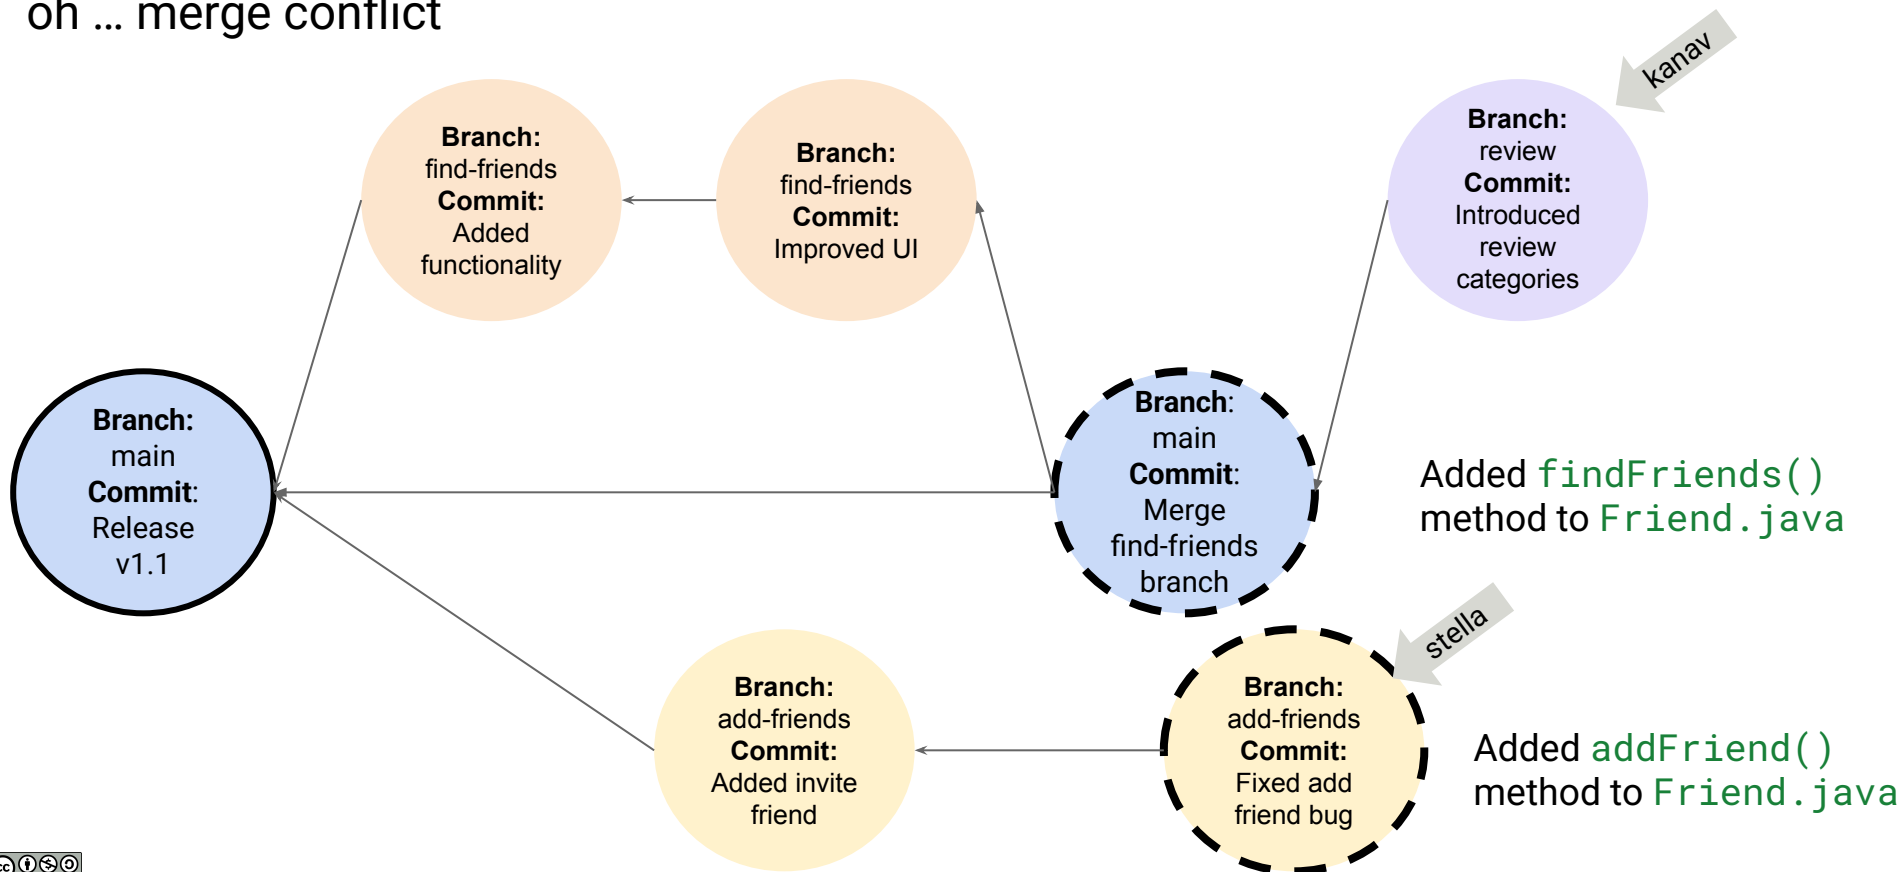 oh ... merge conflict
kanav
Branch:
find-friends
Commit:
Added
functionality
Branch:
find-friends
Commit:
Improved UI
Branch:
review
Commit:
Introduced
review
categories
Branch:
main
Commit:
Release
v1.1
Branch:
main
Commit:
Merge
find-friends
branch
Added findFriends()
method to Friend.java
stella
Branch:
add-friends
Commit:
Added invite
friend
Branch:
add-friends
Commit:
Fixed add
friend bug
Added addFriend()
method to Friend.java
cc